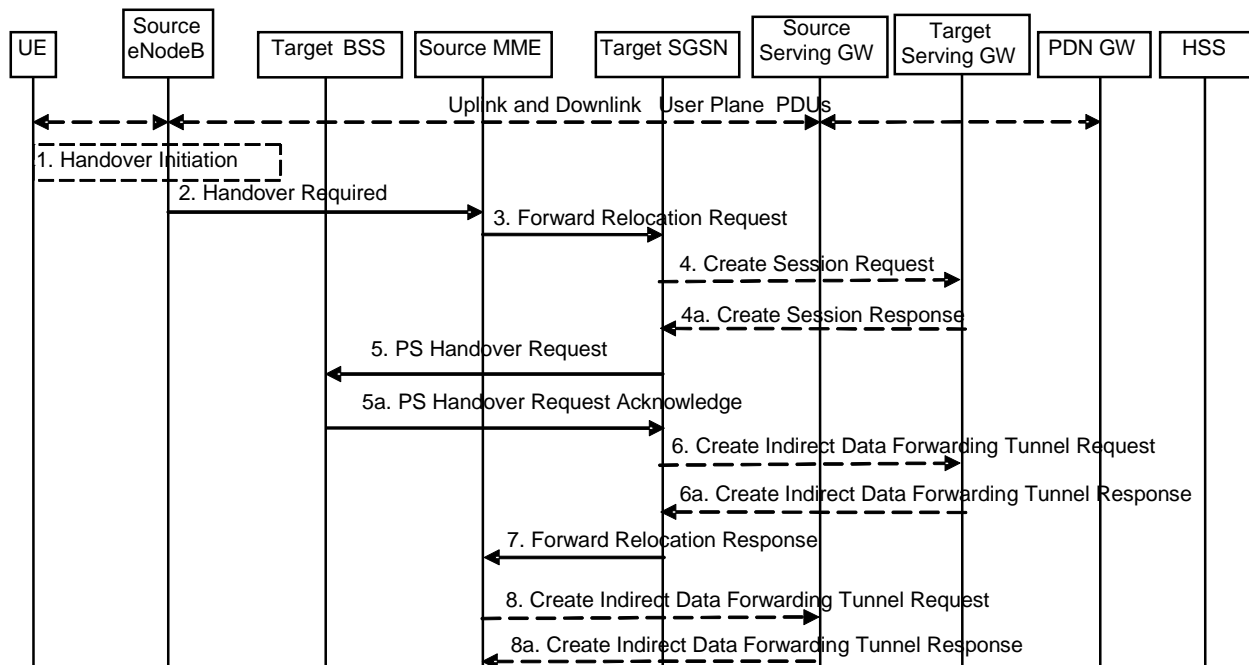 UE
Source
eNodeB
Target BSS
Source MME
Target SGSN
Source
Serving GW
Target
Serving GW
PDN GW
HSS
Uplink and Downlink User Plane PDUs
1. Handover Initiation
2. Handover Required
3. Forward Relocation Request
4. Create Session Request
4a. Create Session Response
5. PS Handover Request
5a. PS Handover Request Acknowledge
6. Create Indirect Data Forwarding Tunnel Request
6a. Create Indirect Data Forwarding Tunnel Response
7. Forward Relocation Response
8. Create Indirect Data Forwarding Tunnel Request
8a. Create Indirect Data Forwarding Tunnel Response